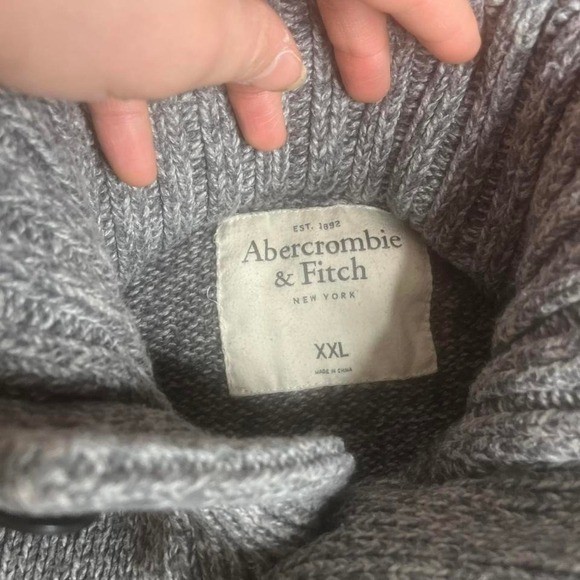 EST. 1892
Abercrombie
& Fitch
NEW YORK
XXL
MADE IN CHINA